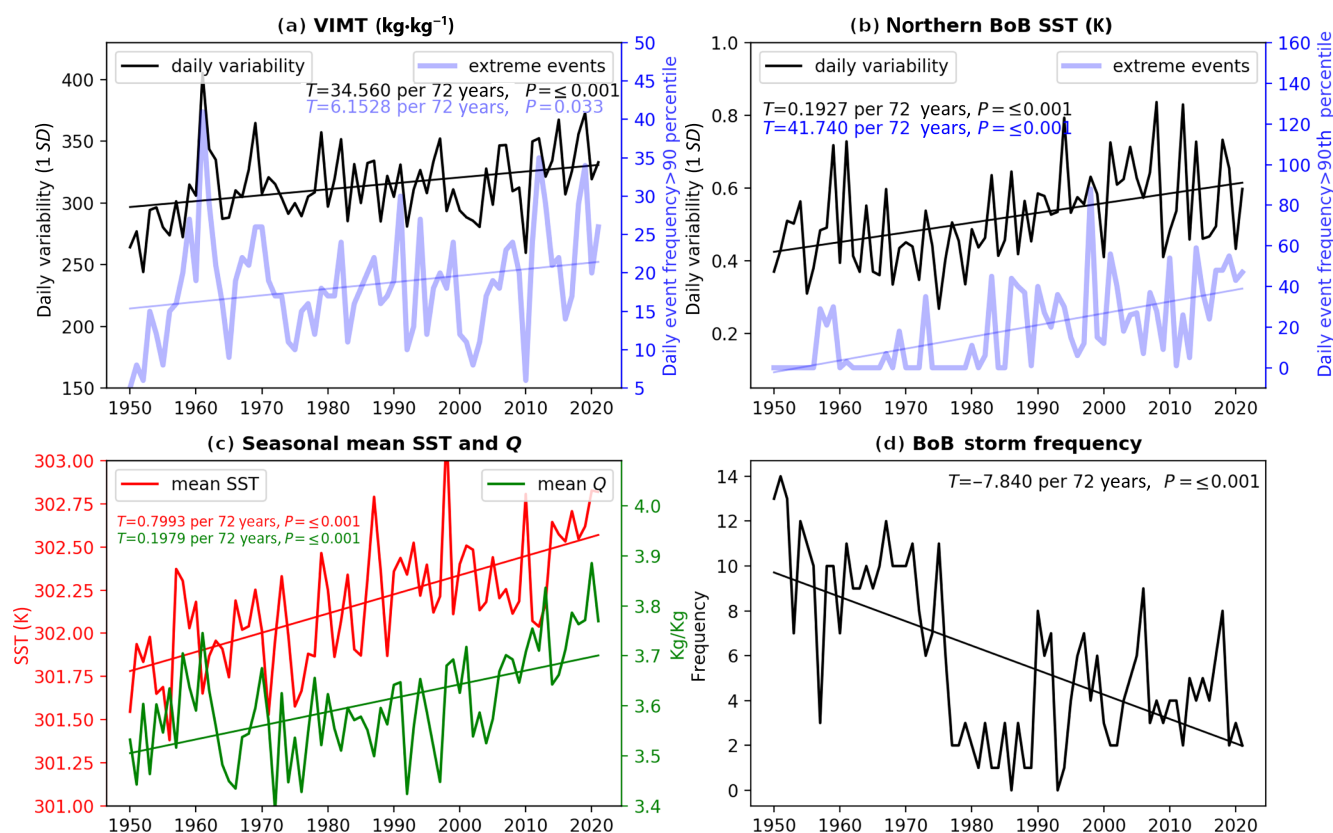 (a) VIMT (kg·kg⁻¹)
daily variability
extreme events
T=34.560 per 72 years, P=≤0.001
T=6.1528 per 72 years, P=0.033
Daily variability (1 SD)
400
350
300
250
200
150
50
45
40
35
30
25
20
15
10
5
Daily event frequency>90 percentile
1950 1960 1970 1980 1990 2000 2010 2020
(b) Northern BoB SST (K)
daily variability
extreme events
T=0.1927 per 72 years, P=≤0.001
T=41.740 per 72 years, P=≤0.001
Daily variability (1 SD)
1.0
0.8
0.6
0.4
0.2
160
140
120
100
80
60
40
20
0
Daily event frequency>90th percentile
1950 1960 1970 1980 1990 2000 2010 2020
(c) Seasonal mean SST and Q
mean SST
mean Q
T=0.7993 per 72 years, P=≤0.001
T=0.1979 per 72 years, P=≤0.001
SST (K)
303.00
302.75
302.50
302.25
302.00
301.75
301.50
301.25
301.00
4.0
3.9
3.8
3.7
3.6
3.5
3.4
Kg/Kg
1950 1960 1970 1980 1990 2000 2010 2020
(d) BoB storm frequency
T=–7.840 per 72 years, P=≤0.001
Frequency
14
12
10
8
6
4
2
0
1950 1960 1970 1980 1990 2000 2010 2020